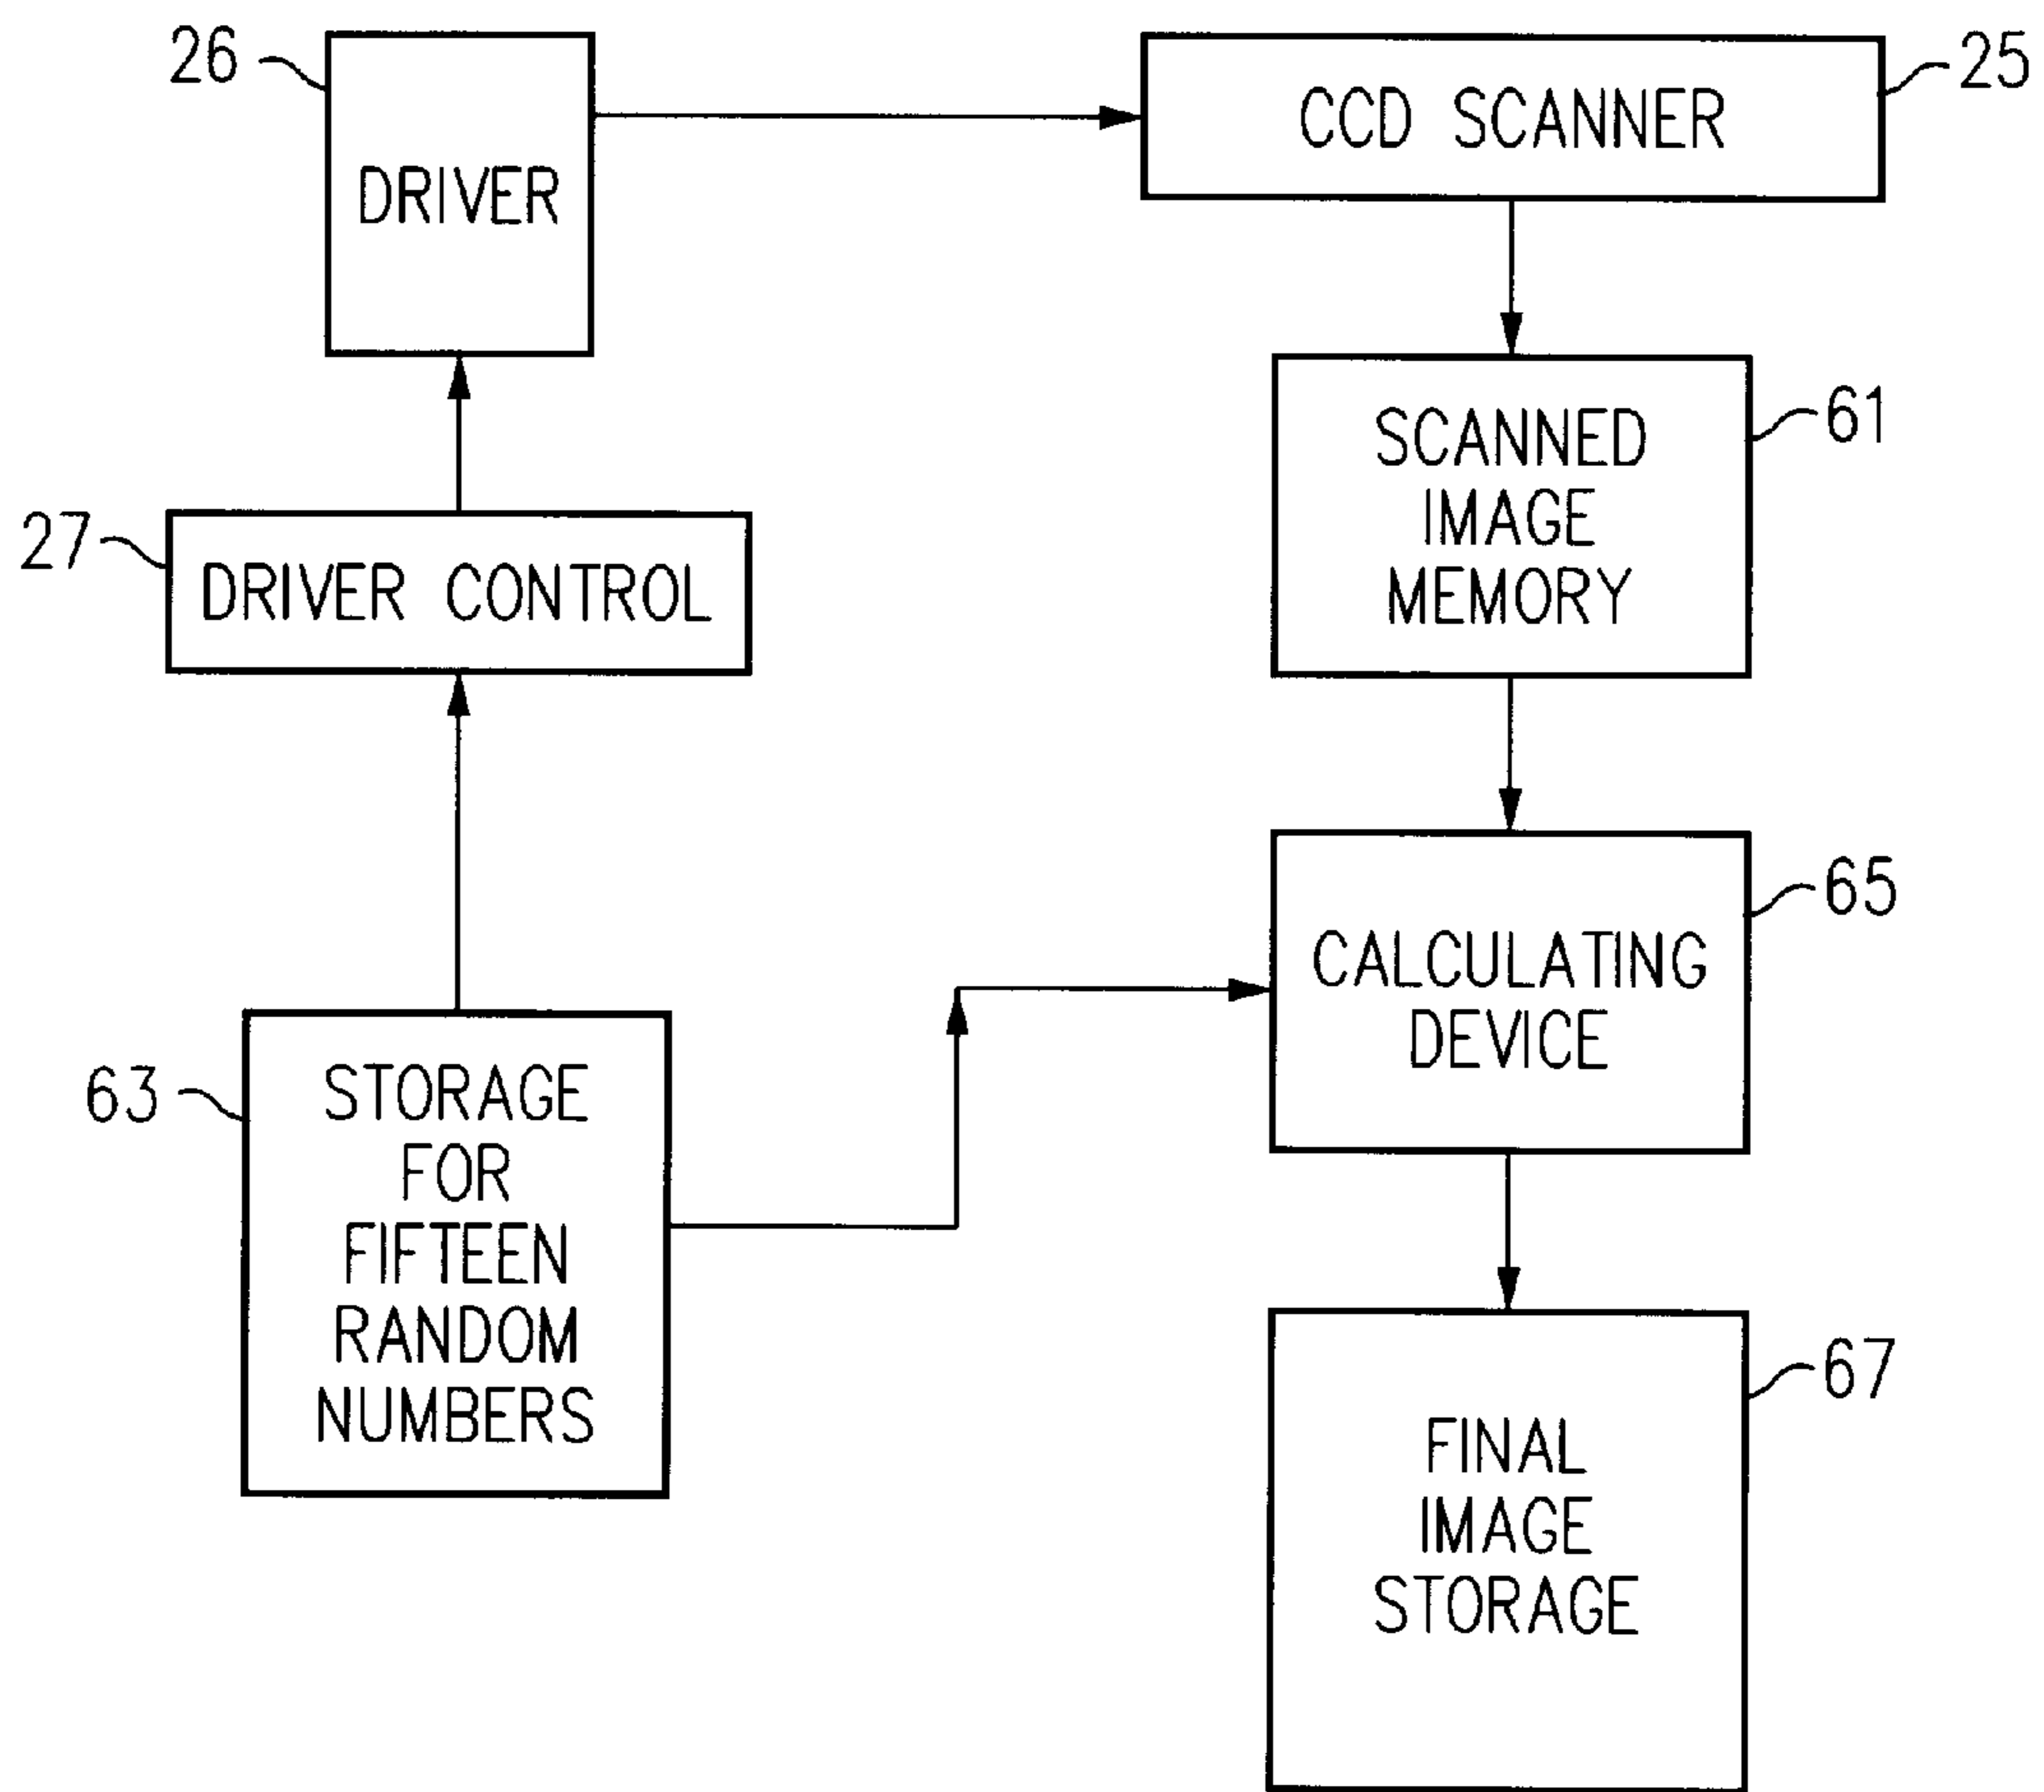 26
DRIVER
CCD SCANNER
25
SCANNED
IMAGE
MEMORY
61
27
DRIVER CONTROL
CALCULATING
DEVICE
65
63
STORAGE
FOR
FIFTEEN
RANDOM
NUMBERS
FINAL
IMAGE
STORAGE
67